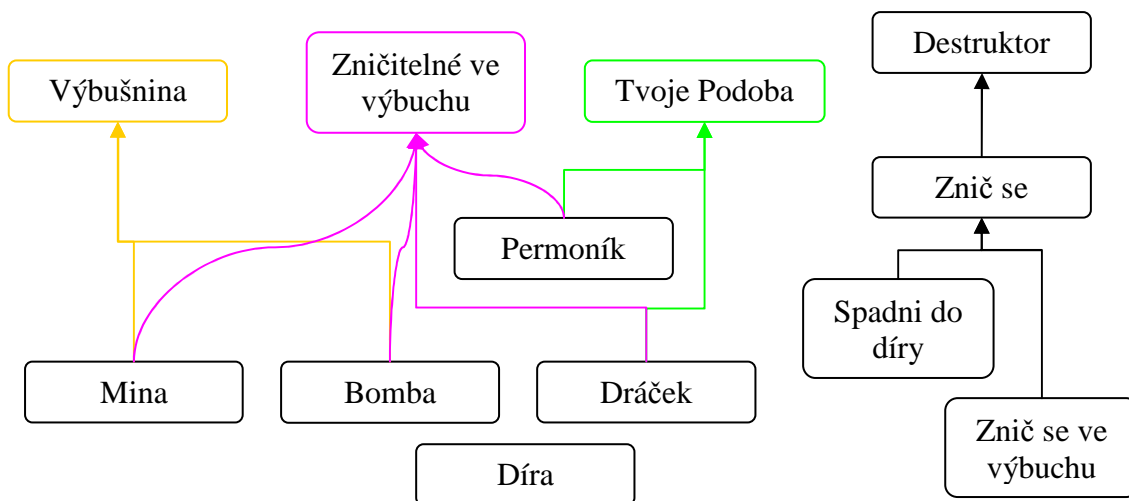 Výbušnina
Zničitelné ve
výbuchu
Tvoje Podoba
Destruktor
Znič se
Permoník
Spadni do
díry
Mina
Bomba
Dráček
Znič se ve
výbuchu
Díra